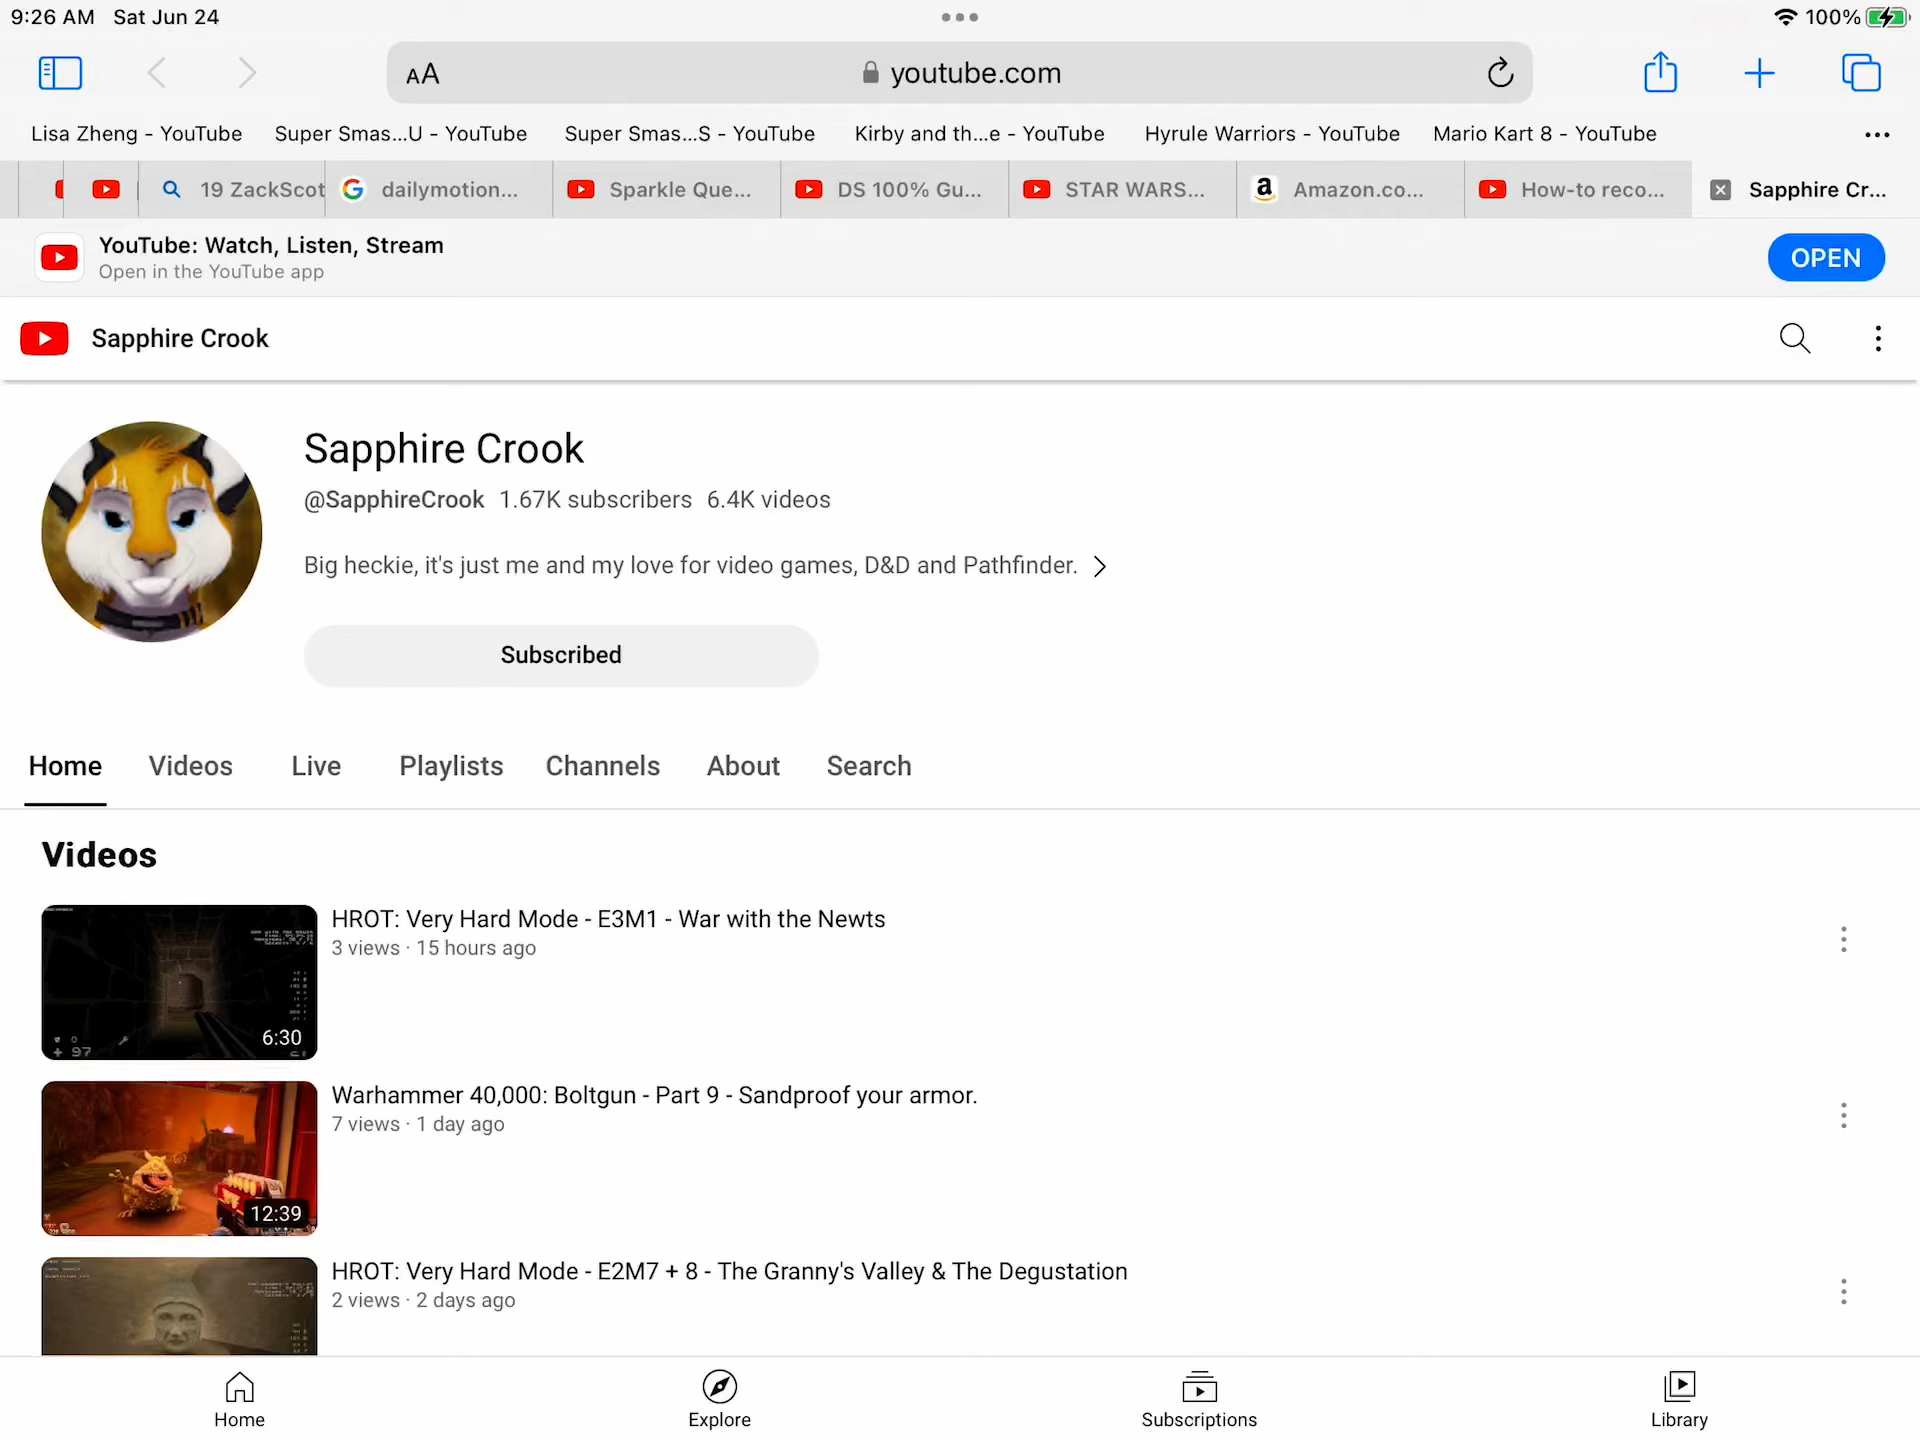 9:26 AM Sat Jun 24
100%
AA
youtube.com
Lisa Zheng - YouTube
Super Smas...U - YouTube
Super Smas...S - YouTube
Kirby and th...e - YouTube
Hyrule Warriors - YouTube
Mario Kart 8 - YouTube
19 ZackScot
dailymotion...
Sparkle Que...
DS 100% Gu...
STAR WARS...
Amazon.co...
How-to reco...
Sapphire Cr...
YouTube: Watch, Listen, Stream
Open in the YouTube app
OPEN
Sapphire Crook
Sapphire Crook
@SapphireCrook 1.67K subscribers 6.4K videos
Big heckie, it's just me and my love for video games, D&D and Pathfinder.
Subscribed
Home
Videos
Live
Playlists
Channels
About
Search
Videos
HROT: Very Hard Mode - E3M1 - War with the Newts
3 views · 15 hours ago
97
6:30
Warhammer 40,000: Boltgun - Part 9 - Sandproof your armor.
7 views · 1 day ago
12:39
HROT: Very Hard Mode - E2M7 + 8 - The Granny's Valley & The Degustation
2 views · 2 days ago
Home
Explore
Subscriptions
Library